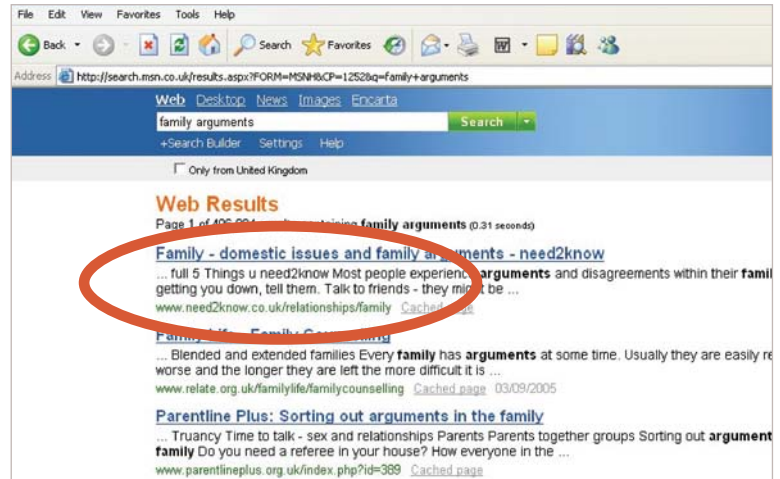 File Edit View Favorites Tools Help
Back Search Favorites
Address http://search.msn.co.uk/results.aspx?FORM=MSNH&CP=1252&q=family+arguments
Web Desktop News Images Encarta
family arguments Search
+Search Builder Settings Help
Only from United Kingdom
Web Results
Page 1 of family arguments (0.31 seconds)
Family - domestic issues and family arguments - need2know
... full 5 Things u need2know Most people experience arguments and disagreements within their famil
getting you down, tell them. Talk to friends - they might be ...
www.need2know.co.uk/relationships/family Cached page
Family Counselling
... Blended and extended families Every family has arguments at some time. Usually they are easily re
worse and the longer they are left the more difficult it is ...
www.relate.org.uk/familylife/familycounselling Cached page 03/09/2005
Parentline Plus: Sorting out arguments in the family
... Truancy Time to talk - sex and relationships Parents Parents together groups Sorting out argument
family Do you need a referee in your house? How everyone in the ...
www.parentlineplus.org.uk/index.php?id=389 Cached page